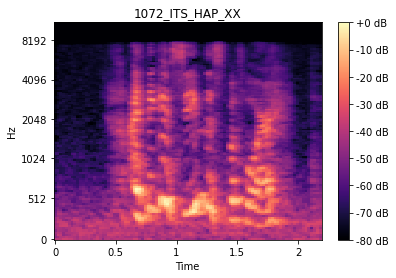 1072_ITS_HAP_XX
+0 dB
8192
-10 dB
4096
-20 dB
-30 dB
Hz
2048
-40 dB
1024
-50 dB
-60 dB
512
-70 dB
0
-80 dB
0
0.5
1
1.5
2
Time